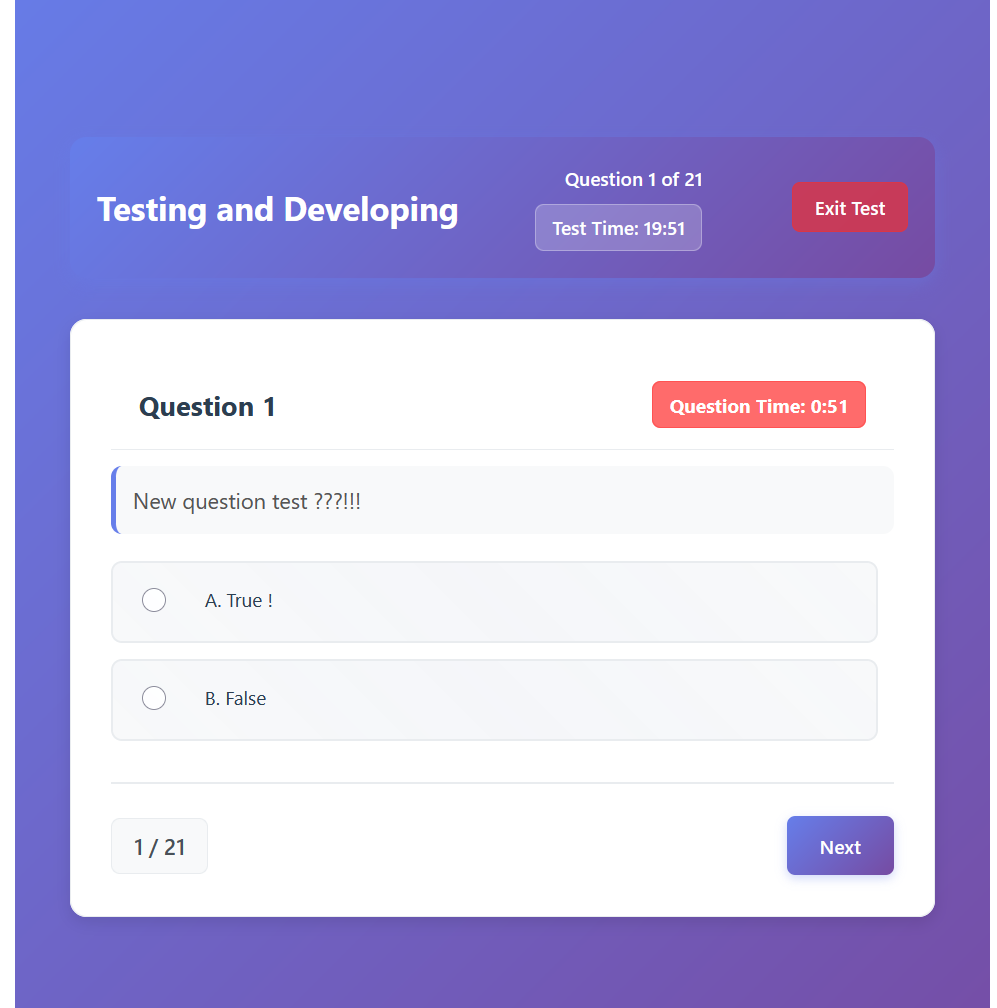 Testing and Developing
Question 1 of 21
Test Time: 19:51
Exit Test
Question 1
Question Time: 0:51
New question test ???!!!
A. True !
B. False
1 / 21
Next